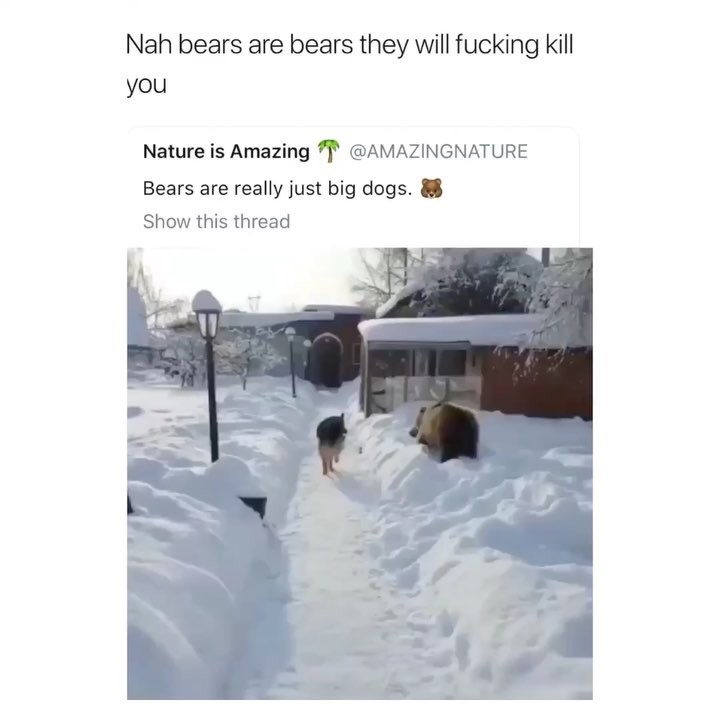 Nah bears are bears they will fucking kill
you
Nature is Amazing 🌴 @AMAZINGNATURE
Bears are really just big dogs. 🐻
Show this thread